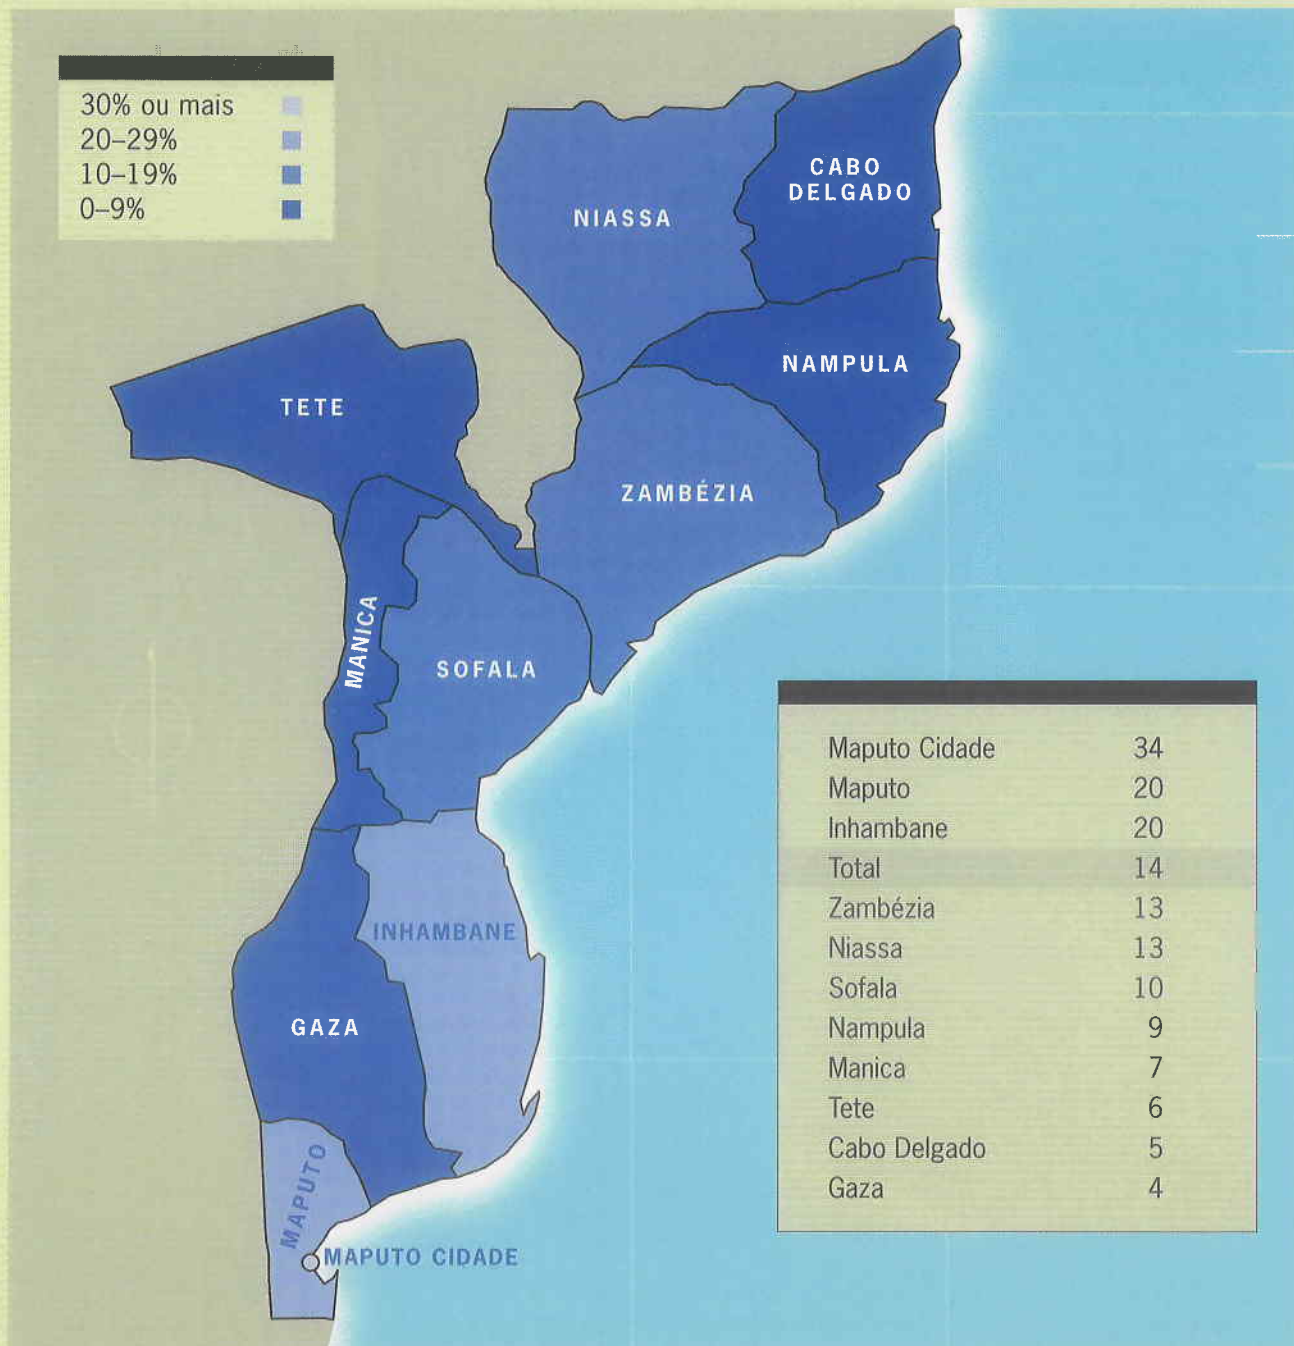 30% ou mais
20–29%
10–19%
0–9%
CABO
DELGADO
NIASSA
NAMPULA
TETE
ZAMBÉZIA
MANICA
SOFALA
INHAMBANE
GAZA
MAPUTO
MAPUTO CIDADE
Maputo Cidade 34
Maputo 20
Inhambane 20
Total 14
Zambézia 13
Niassa 13
Sofala 10
Nampula 9
Manica 7
Tete 6
Cabo Delgado 5
Gaza 4